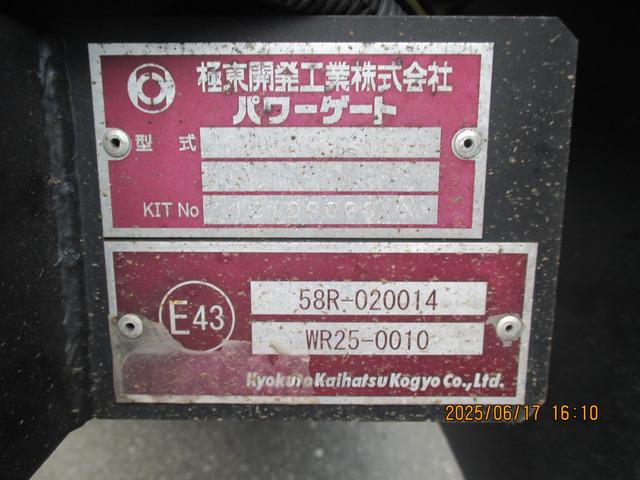 極東開発工業株式会社
パワーゲート
型式
KIT No
E43
58R-020014
WR25-0010
Kyokuto Kaihatsu Kogyo Co.,Ltd.
2025/06/17 16:10